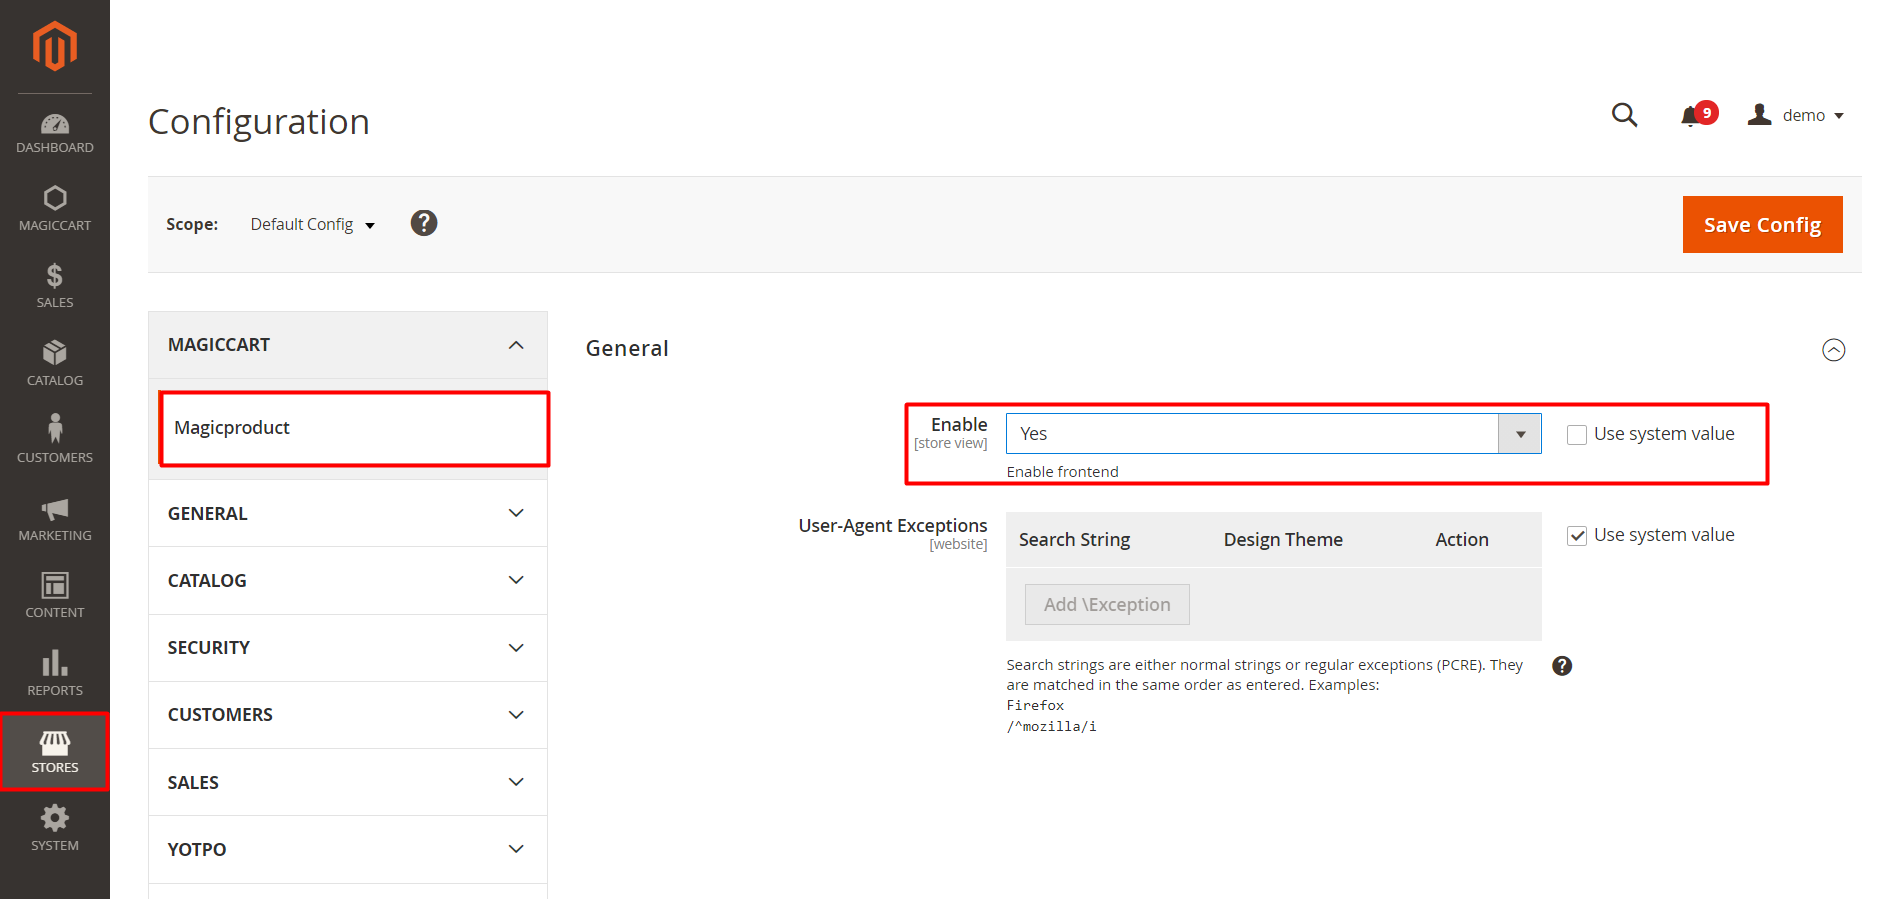 DASHBOARD
MAGICCART
SALES
CATALOG
CUSTOMERS
MARKETING
CONTENT
REPORTS
STORES
SYSTEM
Configuration
9
demo
Scope: Default Config ?
Save Config
MAGICCART
Magicproduct
GENERAL
CATALOG
SECURITY
CUSTOMERS
SALES
YOTPO
General
Enable
[store view]
Yes
Use system value
Enable frontend
User-Agent Exceptions
[website]
Search String Design Theme Action
Use system value
Add \Exception
Search strings are either normal strings or regular exceptions (PCRE). They
are matched in the same order as entered. Examples:
Firefox
/^mozilla/i
?